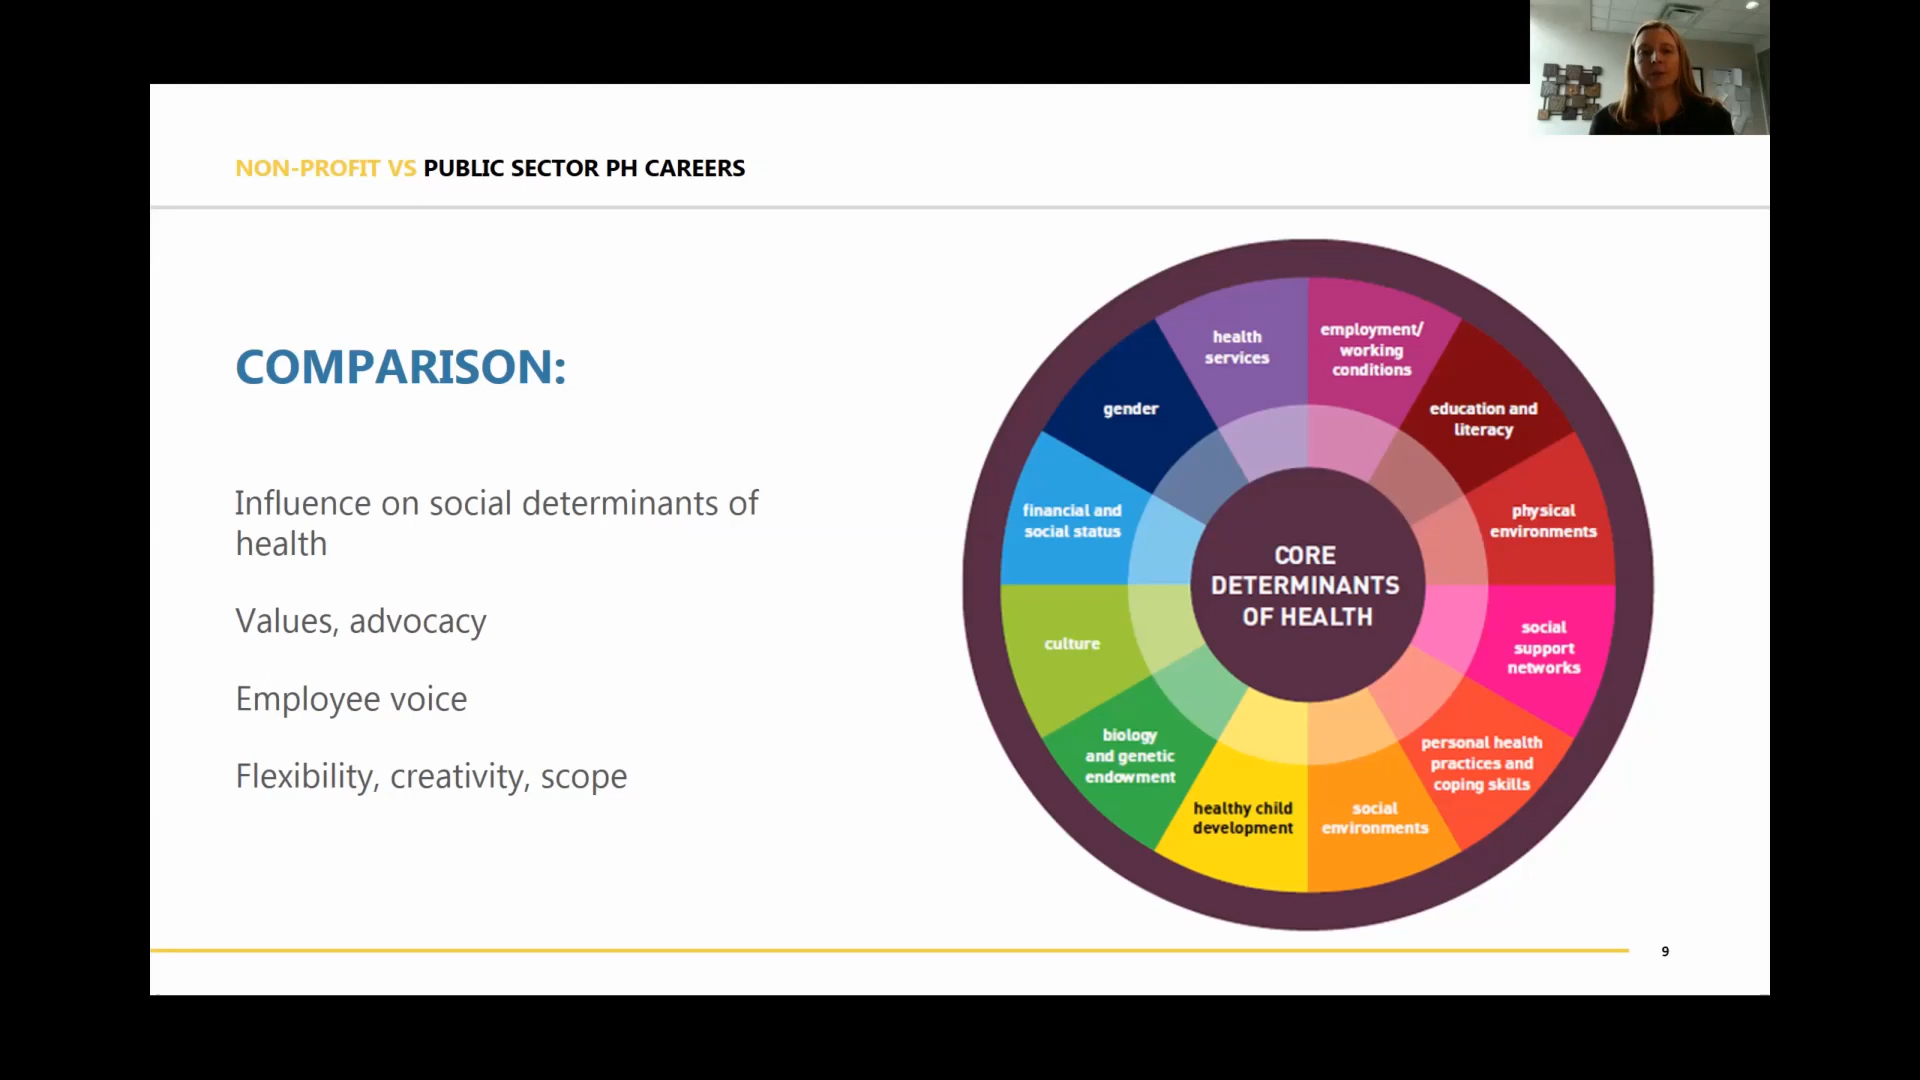 NON-PROFIT VS PUBLIC SECTOR PH CAREERS
COMPARISON:
Influence on social determinants of
health
Values, advocacy
Employee voice
Flexibility, creativity, scope
health
services
employment/
working
conditions
education and
literacy
physical
environments
social
support
networks
personal health
practices and
coping skills
social
environments
healthy child
development
biology
and genetic
endowment
culture
financial and
social status
gender
CORE
DETERMINANTS
OF HEALTH
9